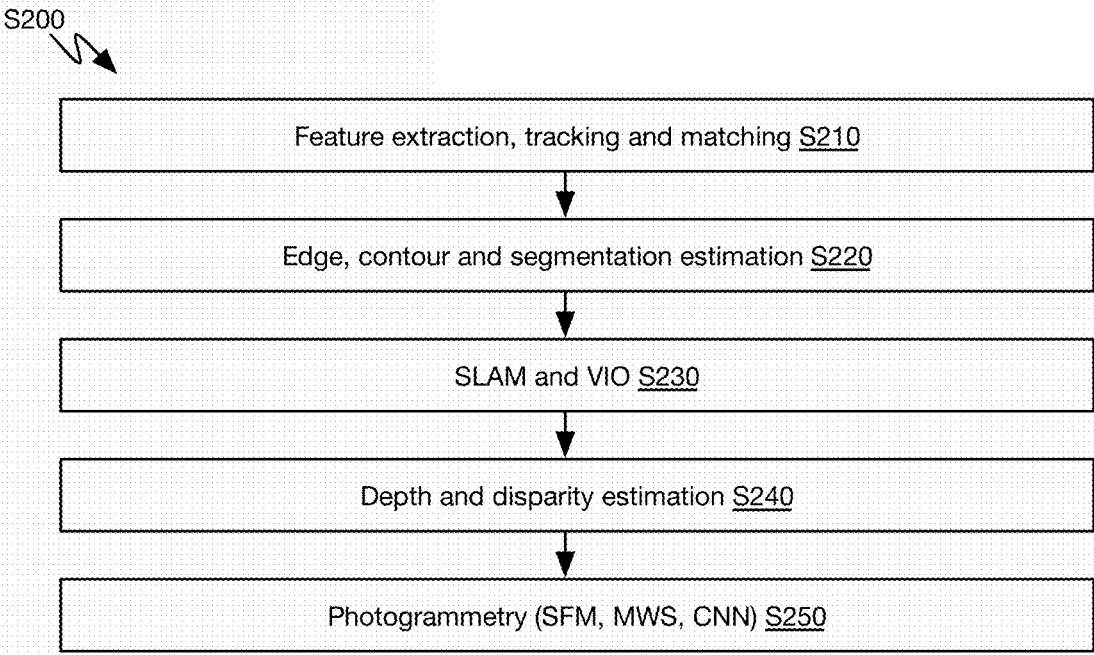 S200
Feature extraction, tracking and matching S210
Edge, contour and segmentation estimation S220
SLAM and VIO S230
Depth and disparity estimation S240
Photogrammetry (SFM, MWS, CNN) S250